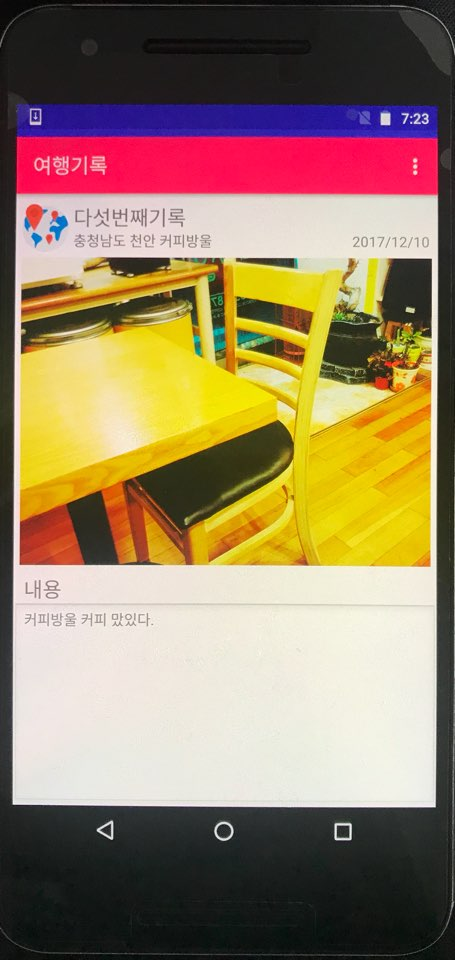 7:23
여행기록
다섯번째기록
충청남도 천안 커피방울
2017/12/10
내용
커피방울 커피 맜있다.